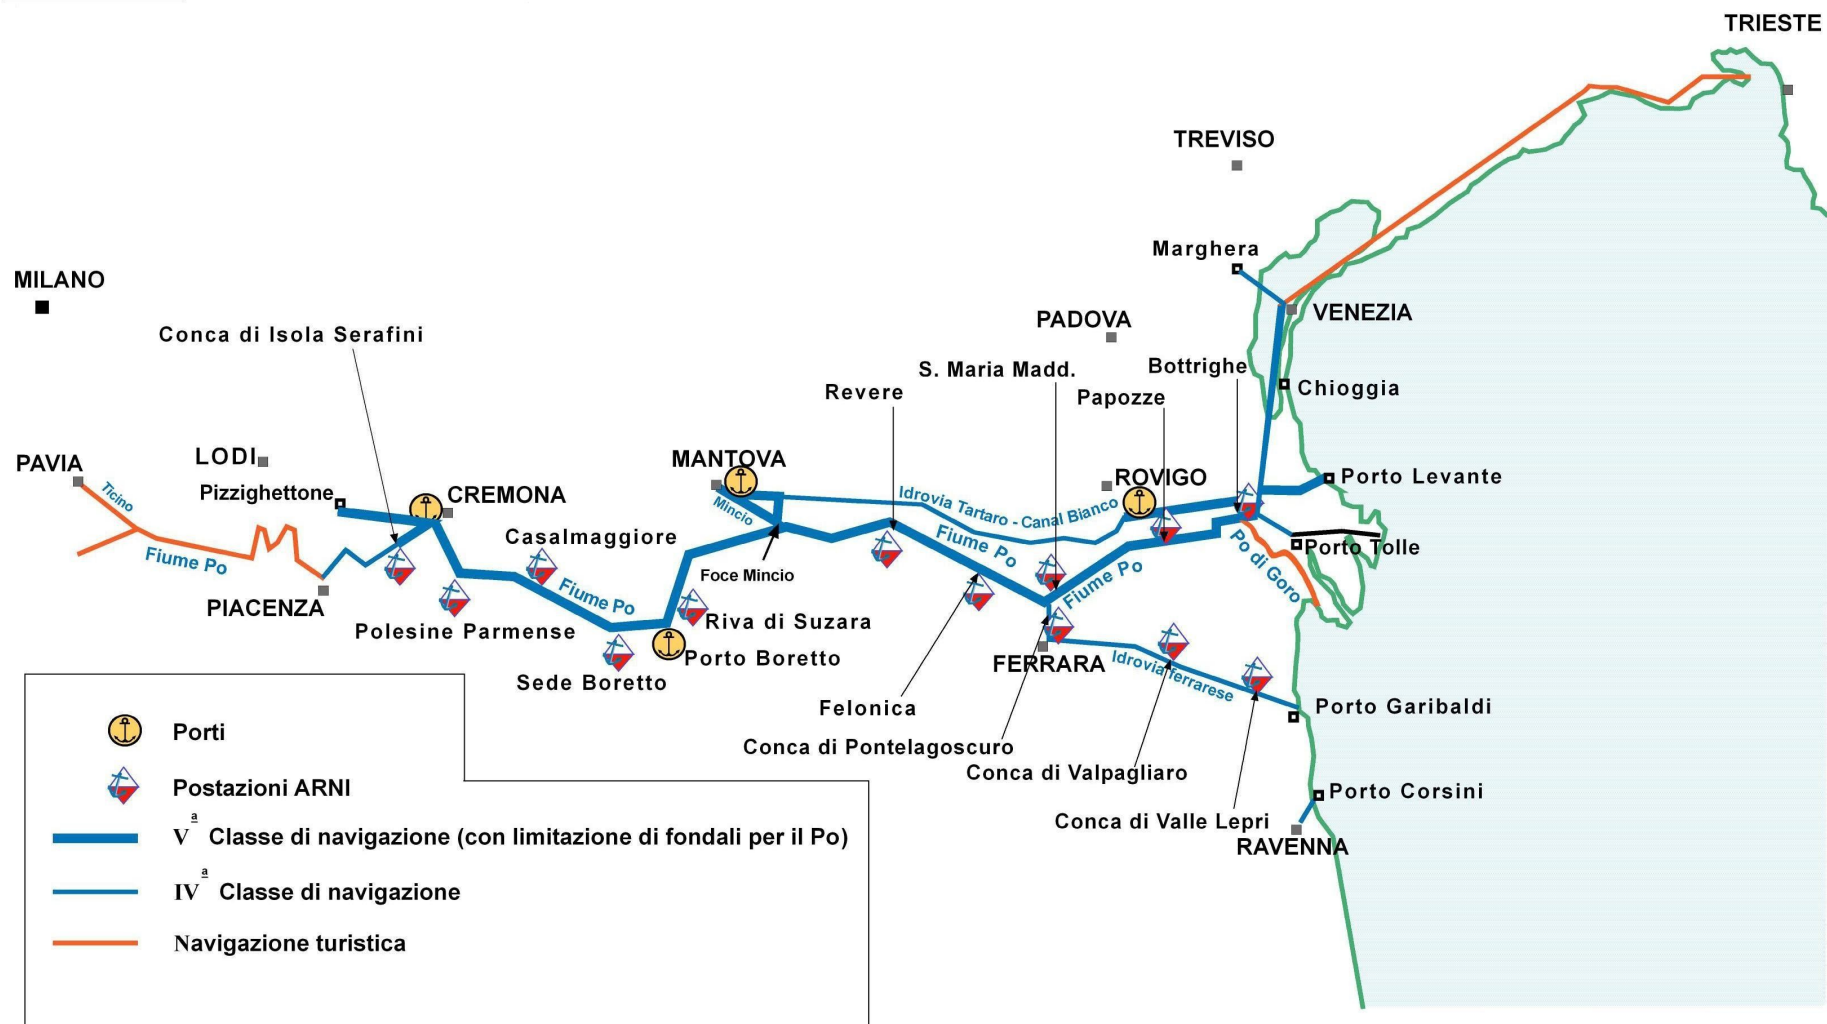 TRIESTE
TREVISO
Marghera
MILANO
VENEZIA
PADOVA
Conca di Isola Serafini
S. Maria Madd.
Bottrighe
Chioggia
Revere
Papozze
PAVIA
LODI
MANTOVA
ROVIGO
Porto Levante
Pizzighettone
CREMONA
Ticino
Mincio
Idrovia Tartaro - Canal Bianco
Casalmaggiore
Fiume Po
Fiume Po
Porto Tolle
Po di Goro
Foce Mincio
Fiume Po
Fiume Po
PIACENZA
Polesine Parmense
Riva di Suzara
Porto Boretto
Sede Boretto
FERRARA
Idrovia ferrarese
Felonica
Porto Garibaldi
Conca di Pontelagoscuro
Conca di Valpagliaro
Porto Corsini
Conca di Valle Lepri
RAVENNA
Porti
Postazioni ARNI
Vª Classe di navigazione (con limitazione di fondali per il Po)
IVª Classe di navigazione
Navigazione turistica